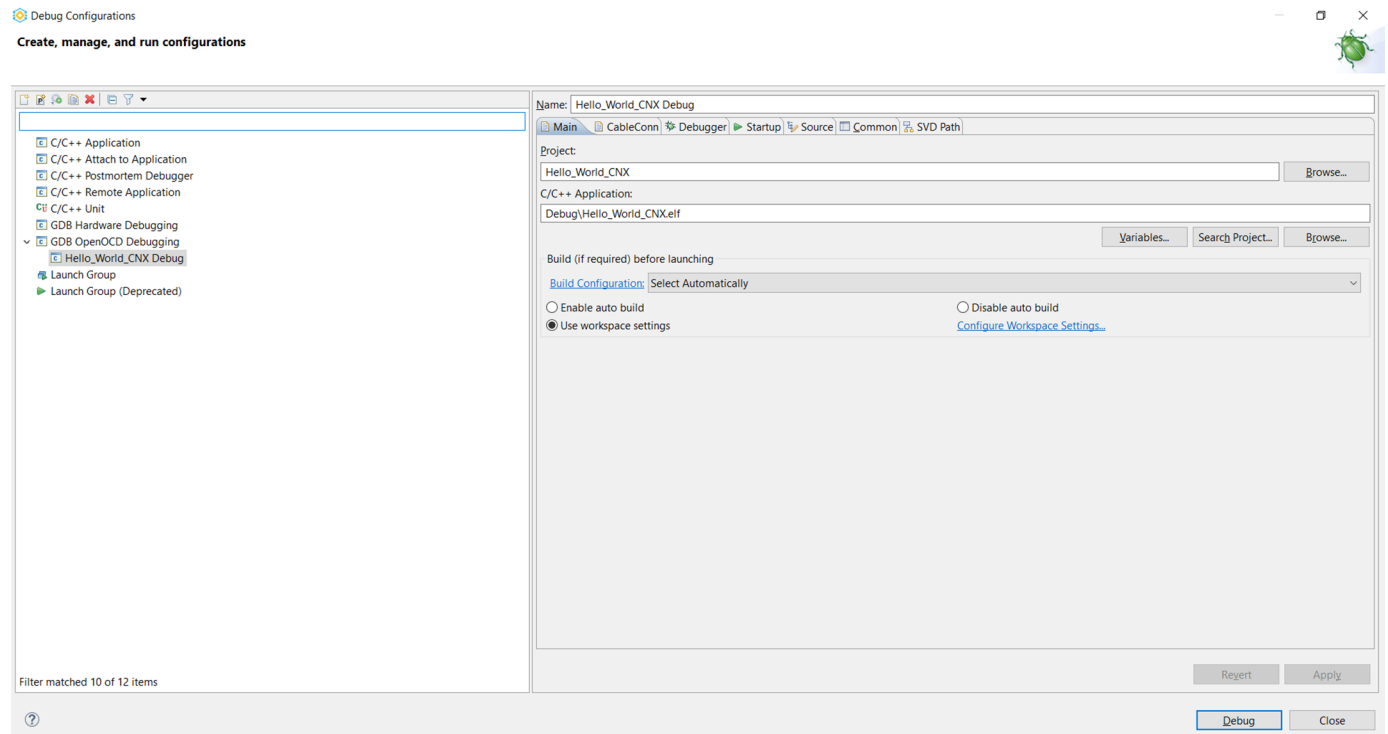 Debug Configurations
Create, manage, and run configurations
C/C++ Application
C/C++ Attach to Application
C/C++ Postmortem Debugger
C/C++ Remote Application
C/C++ Unit
GDB Hardware Debugging
GDB OpenOCD Debugging
Hello_World_CNX Debug
Launch Group
Launch Group (Deprecated)
Filter matched 10 of 12 items
Name: Hello_World_CNX Debug
Main CableConn Debugger Startup Source Common SVD Path
Project:
Hello_World_CNX Browse...
C/C++ Application:
Debug\Hello_World_CNX.elf
Variables... Search Project... Browse...
Build (if required) before launching
Build Configuration: Select Automatically
Enable auto build Disable auto build
Use workspace settings Configure Workspace Settings...
Revert Apply
Debug Close